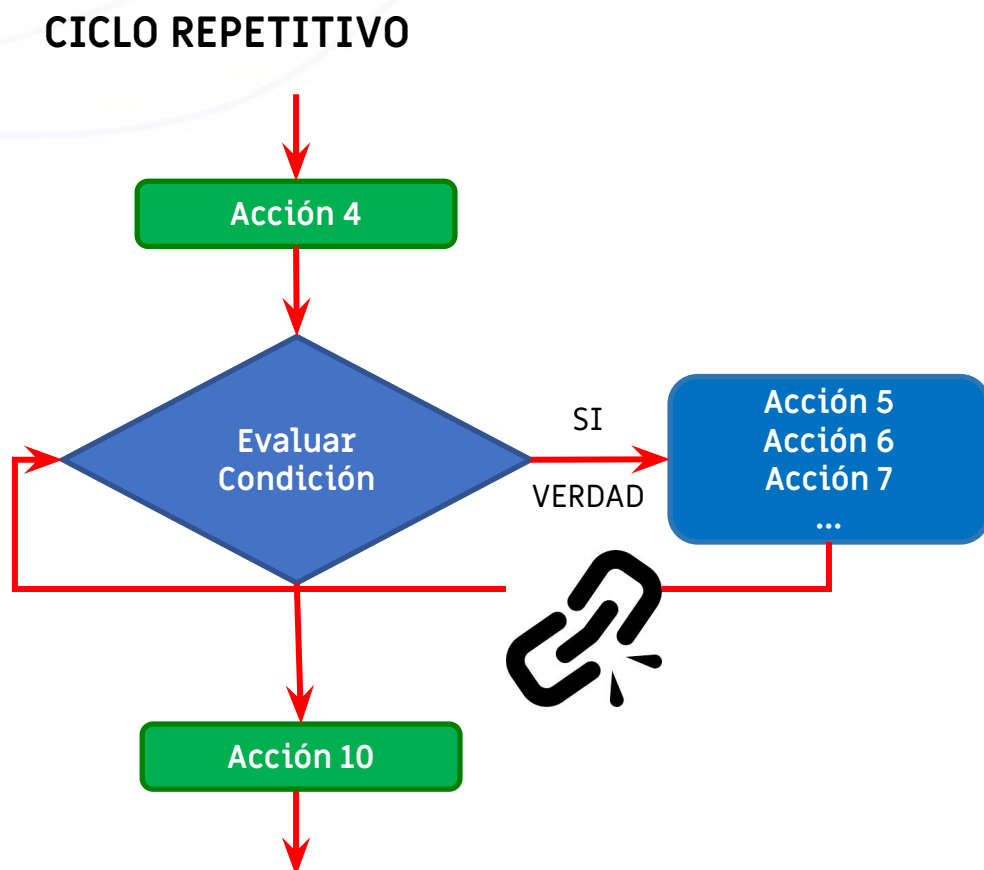 CICLO REPETITIVO
Acción 4
Evaluar
Condición
SI
VERDAD
Acción 5
Acción 6
Acción 7
...
Acción 10